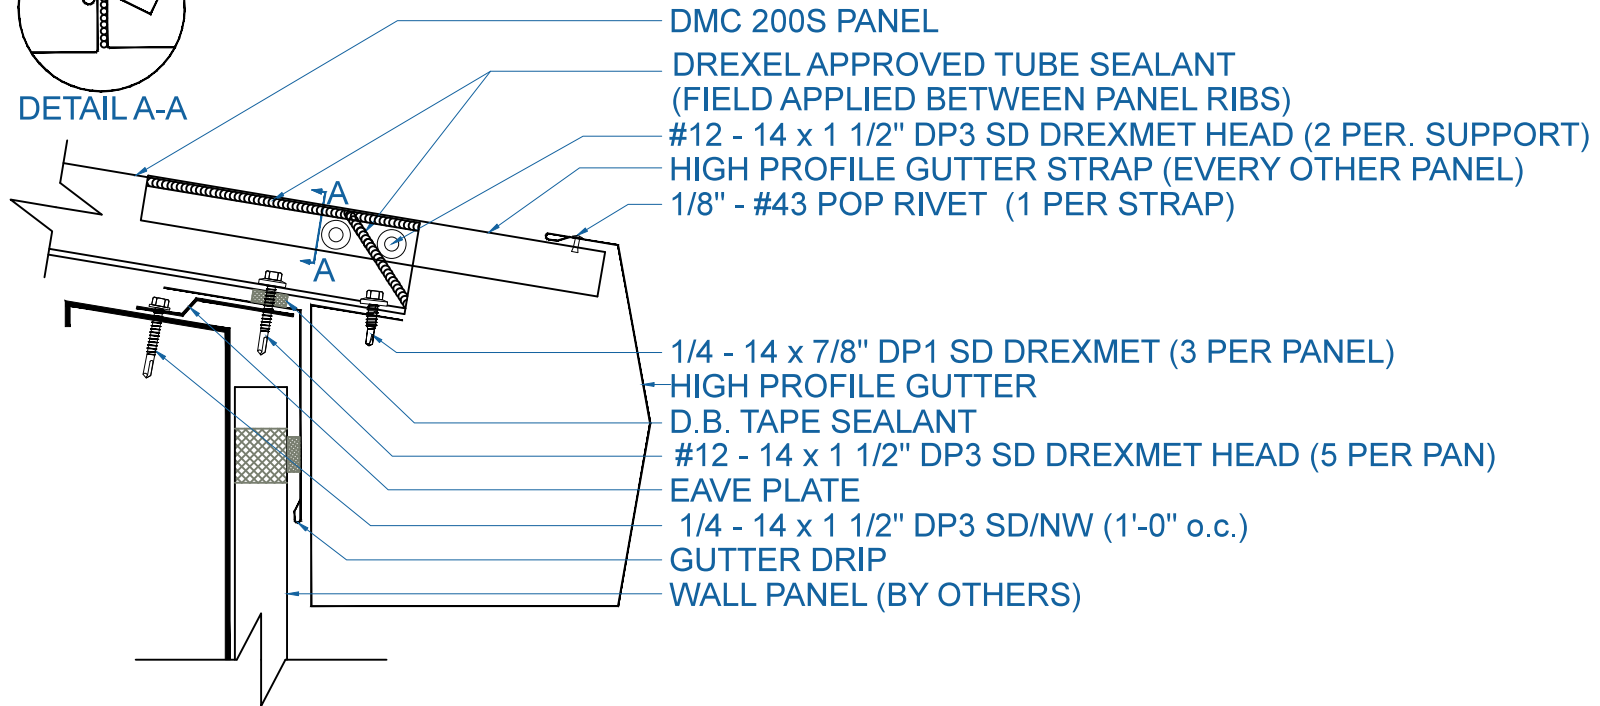 DMC 200S PANEL
DREXEL APPROVED TUBE SEALANT
(FIELD APPLIED BETWEEN PANEL RIBS)
#12 - 14 x 1 1/2" DP3 SD DREXMET HEAD (2 PER. SUPPORT)
HIGH PROFILE GUTTER STRAP (EVERY OTHER PANEL)
1/8" - #43 POP RIVET (1 PER STRAP)
DETAIL A-A
A
A
1/4 - 14 x 7/8" DP1 SD DREXMET (3 PER PANEL)
HIGH PROFILE GUTTER
D.B. TAPE SEALANT
#12 - 14 x 1 1/2" DP3 SD DREXMET HEAD (5 PER PAN)
EAVE PLATE
1/4 - 14 x 1 1/2" DP3 SD/NW (1'-0" o.c.)
GUTTER DRIP
WALL PANEL (BY OTHERS)